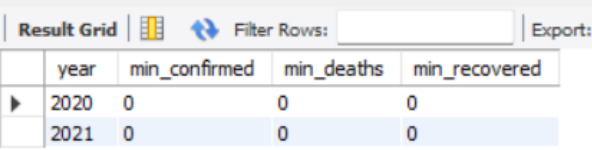 Result Grid Filter Rows: Export:
year min_confirmed min_deaths min_recovered
2020 0 0 0
2021 0 0 0